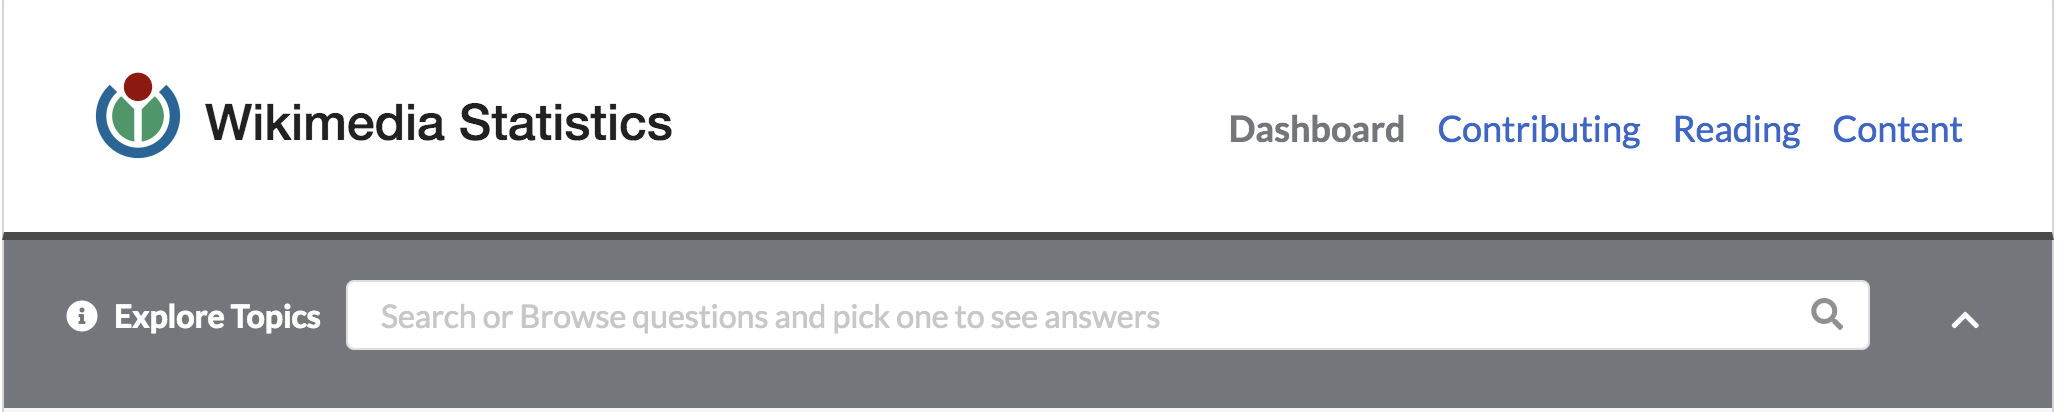 Wikimedia Statistics
Dashboard Contributing Reading Content
Explore Topics
Search or Browse questions and pick one to see answers